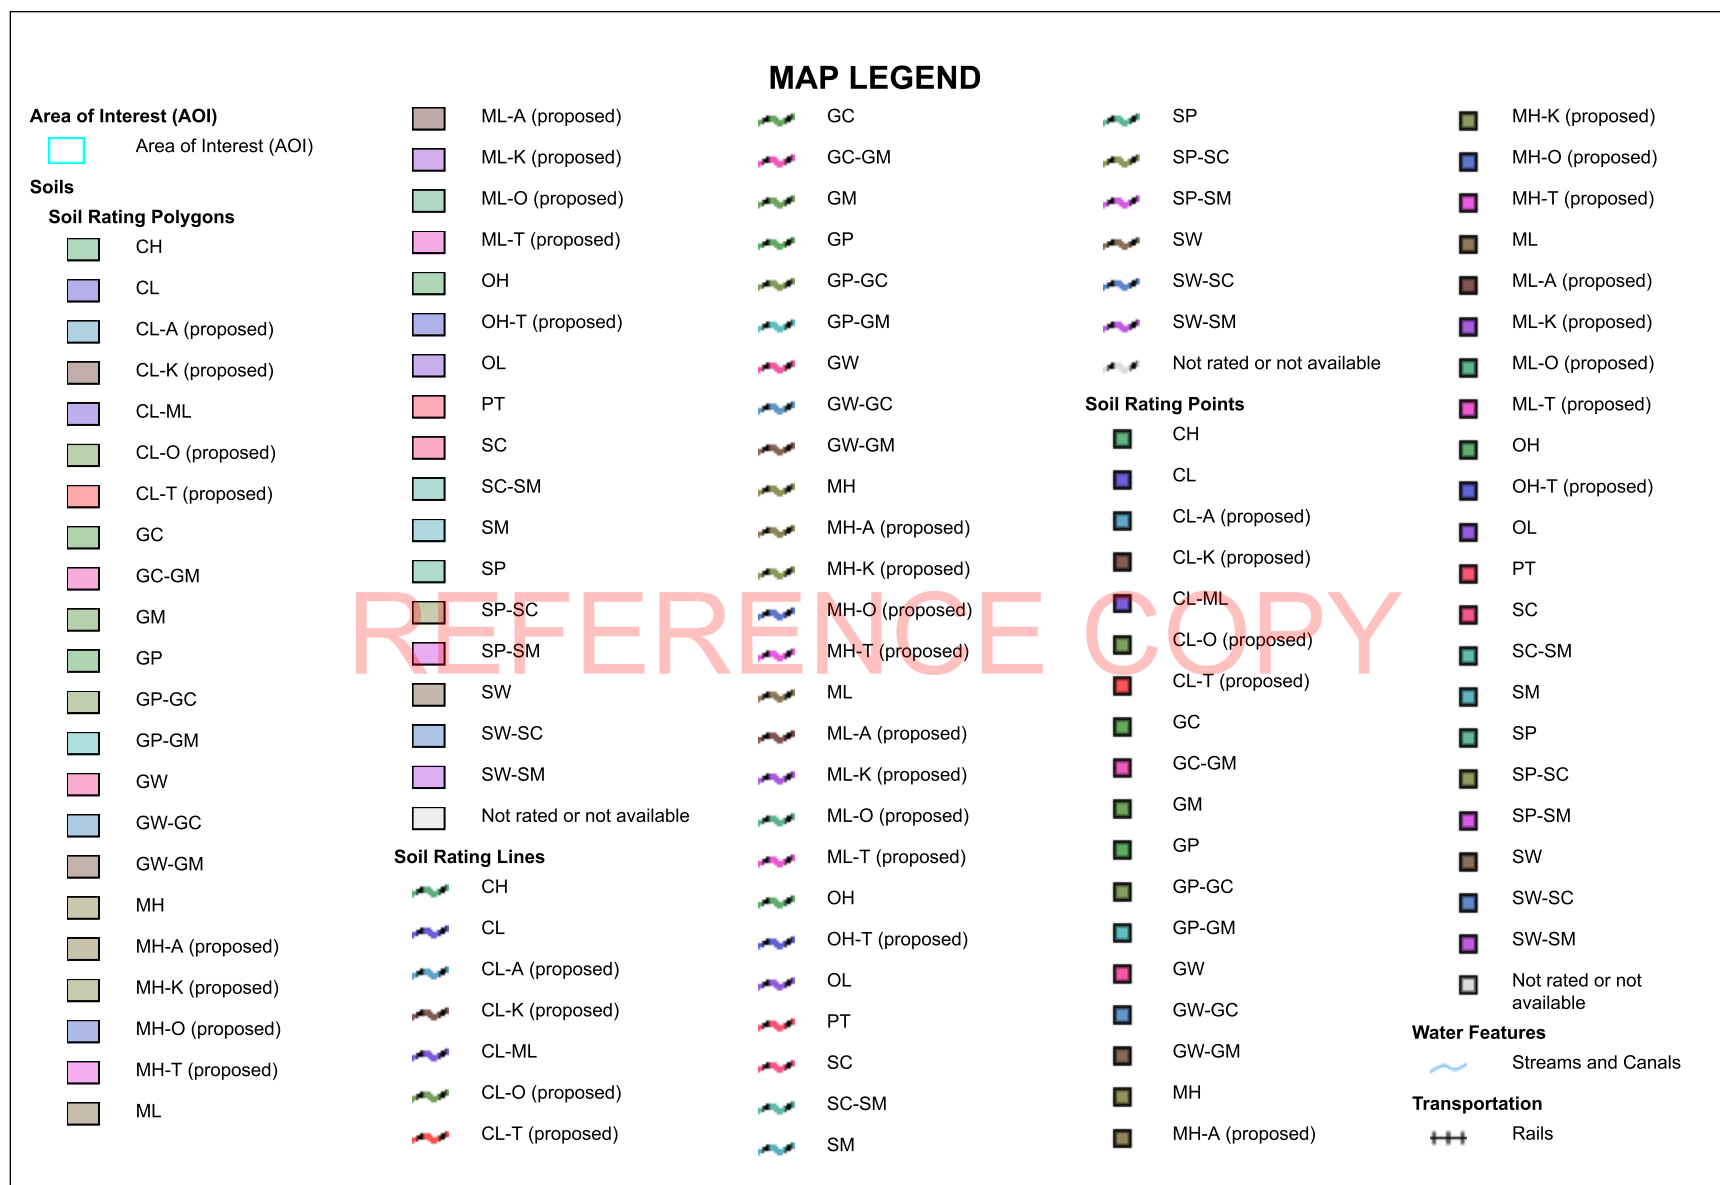 MAP LEGEND
Area of Interest (AOI)
Area of Interest (AOI)
Soils
Soil Rating Polygons
CH
CL
CL-A (proposed)
CL-K (proposed)
CL-ML
CL-O (proposed)
CL-T (proposed)
GC
GC-GM
GM
GP
GP-GC
GP-GM
GW
GW-GC
GW-GM
MH
MH-A (proposed)
MH-K (proposed)
MH-O (proposed)
MH-T (proposed)
ML
ML-A (proposed)
ML-K (proposed)
ML-O (proposed)
ML-T (proposed)
OH
OH-T (proposed)
OL
PT
SC
SC-SM
SM
SP
SP-SC
SP-SM
SW
SW-SC
SW-SM
Not rated or not available
Soil Rating Lines
CH
CL
CL-A (proposed)
CL-K (proposed)
CL-ML
CL-O (proposed)
CL-T (proposed)
GC
GC-GM
GM
GP
GP-GC
GP-GM
GW
GW-GC
GW-GM
MH
MH-A (proposed)
MH-K (proposed)
MH-O (proposed)
MH-T (proposed)
ML
ML-A (proposed)
ML-K (proposed)
ML-O (proposed)
ML-T (proposed)
OH
OH-T (proposed)
OL
PT
SC
SC-SM
SM
SP
SP-SC
SP-SM
SW
SW-SC
SW-SM
Not rated or not available
Soil Rating Points
CH
CL
CL-A (proposed)
CL-K (proposed)
CL-ML
CL-O (proposed)
CL-T (proposed)
GC
GC-GM
GM
GP
GP-GC
GP-GM
GW
GW-GC
GW-GM
MH
MH-A (proposed)
MH-K (proposed)
MH-O (proposed)
MH-T (proposed)
ML
ML-A (proposed)
ML-K (proposed)
ML-O (proposed)
ML-T (proposed)
OH
OH-T (proposed)
OL
PT
SC
SC-SM
SM
SP
SP-SC
SP-SM
SW
SW-SC
SW-SM
Not rated or not
available
Water Features
Streams and Canals
Transportation
Rails
REFERENCE COPY